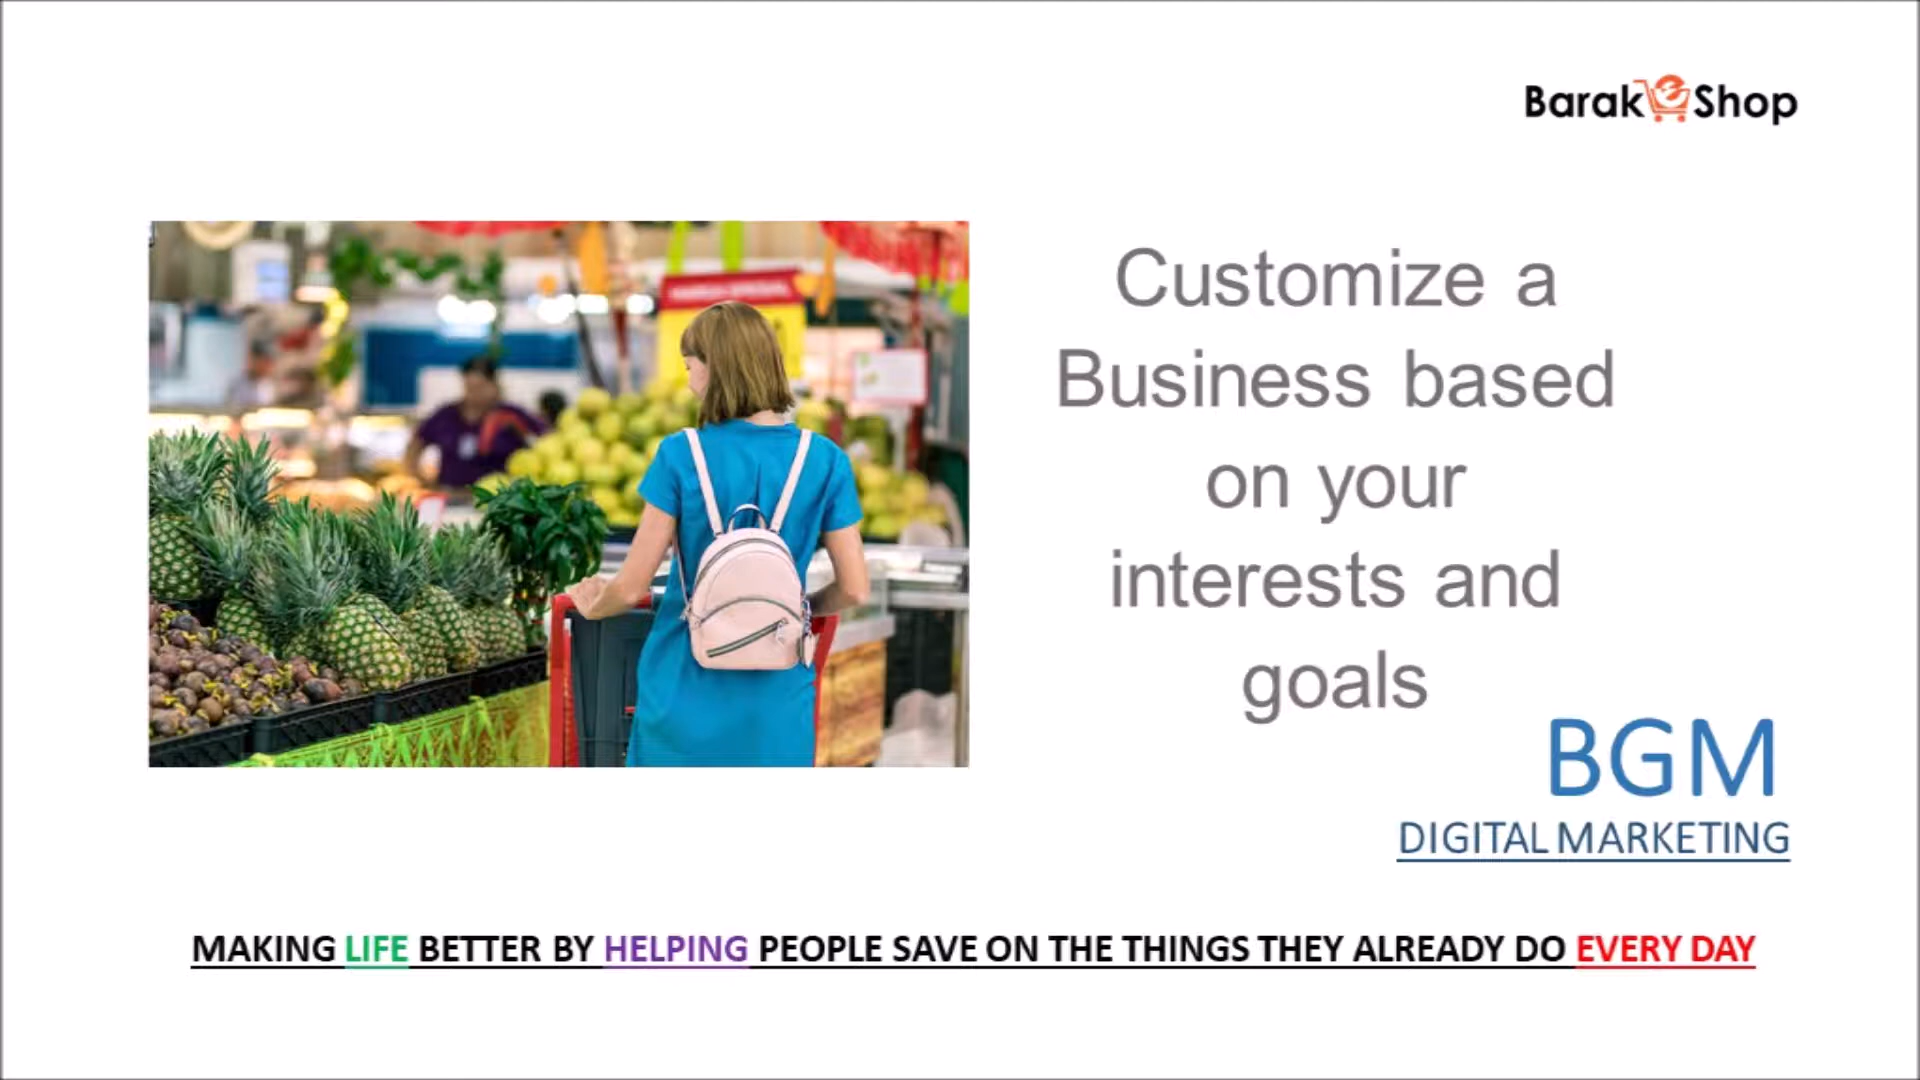 Barak e Shop
Customize a
Business based
on your
interests and
goals
BGM
DIGITAL MARKETING
MAKING LIFE BETTER BY HELPING PEOPLE SAVE ON THE THINGS THEY ALREADY DO EVERY DAY